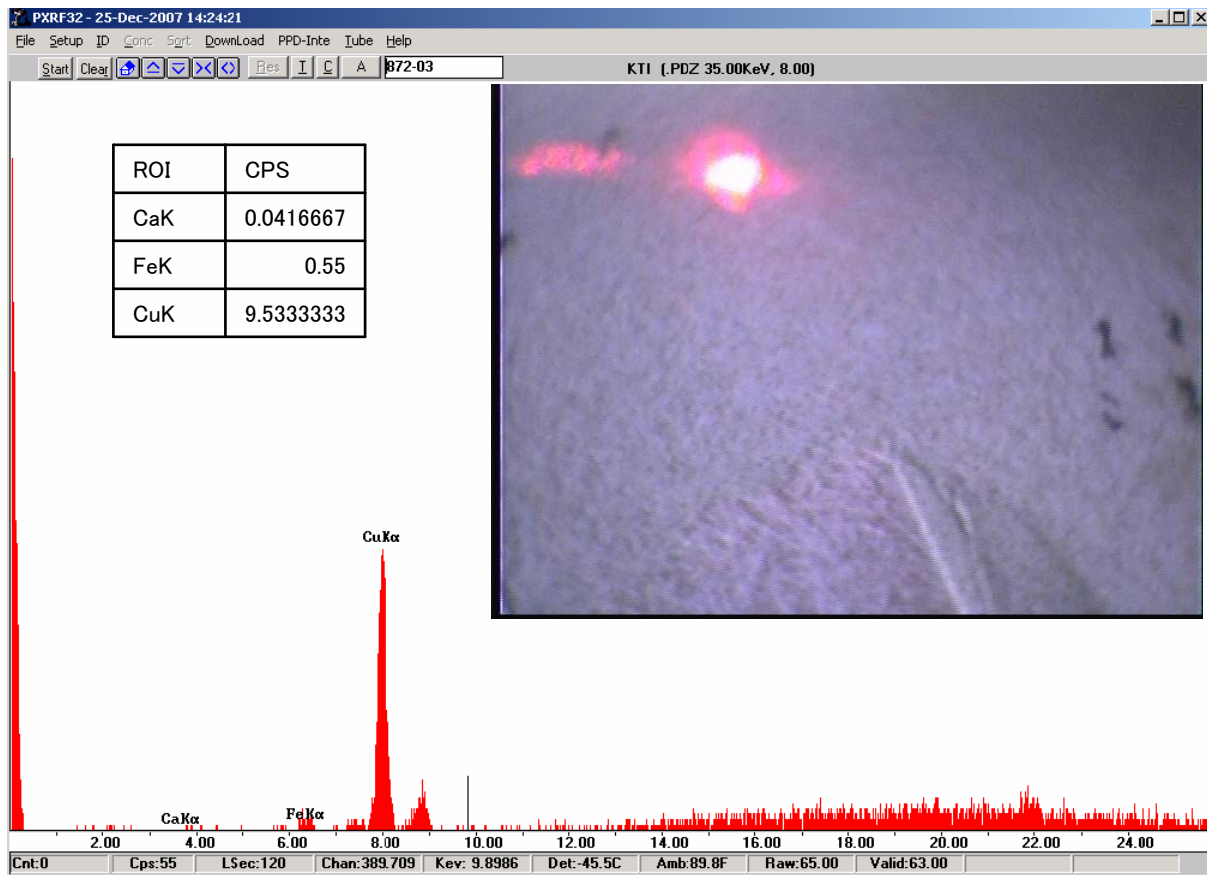 PXRF32 - 25-Dec-2007 14:24:21
File Setup ID Conc Sort DownLoad PPD-Inte Tube Help
Start Clear Res I C A 872-03 KTI (.PDZ 35.00KeV, 8.00)
ROI CPS
CaK 0.0416667
FeK 0.55
CuK 9.5333333
CuKα
CaKα
FeKα
2.00 4.00 6.00 8.00 10.00 12.00 14.00 16.00 18.00 20.00 22.00 24.00
Cnt:0 Cps:55 LSec:120 Chan:389.709 Kev: 9.8986 Det:-45.5C Amb:89.8F Raw:65.00 Valid:63.00